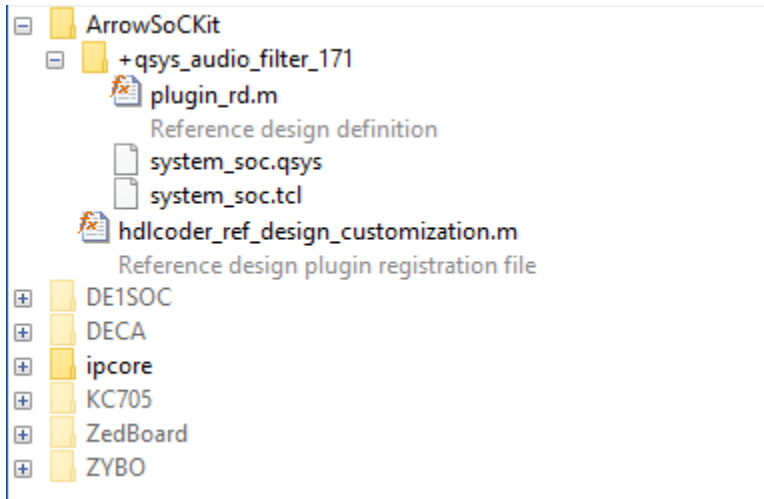 ArrowSoCKit
+qsys_audio_filter_171
plugin_rd.m
Reference design definition
system_soc.qsys
system_soc.tcl
hdlcoder_ref_design_customization.m
Reference design plugin registration file
DE1SOC
DECA
ipcore
KC705
ZedBoard
ZYBO